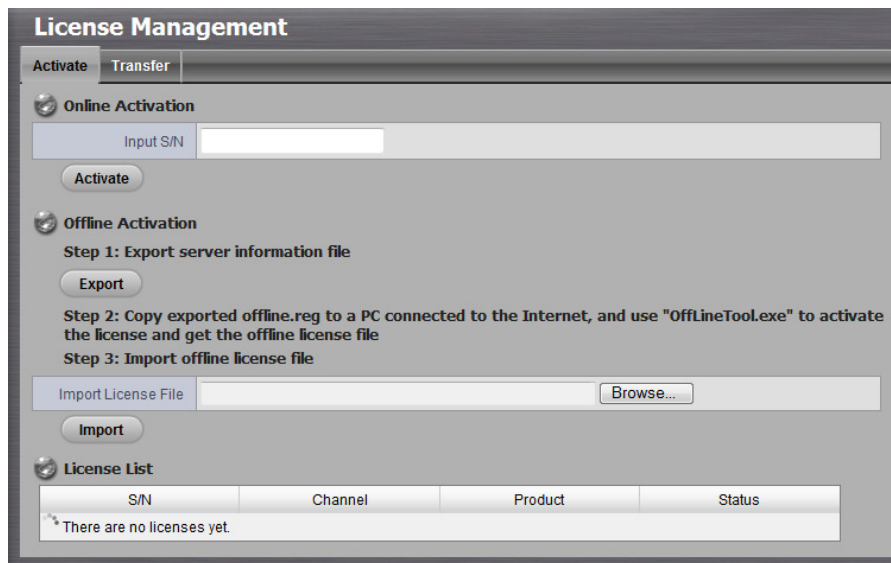 License Management
Activate Transfer
Online Activation
Input S/N
Activate
Offline Activation
Step 1: Export server information file
Export
Step 2: Copy exported offline.reg to a PC connected to the Internet, and use "OffLineTool.exe" to activate
the license and get the offline license file
Step 3: Import offline license file
Import License File Browse...
Import
License List
S/N Channel Product Status
There are no licenses yet.